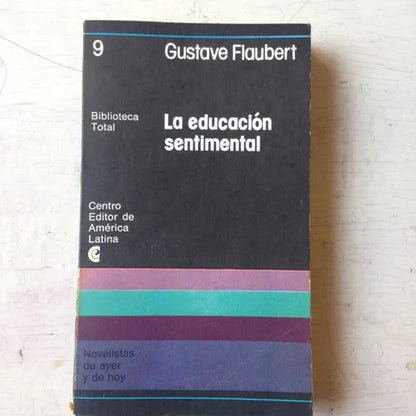 9
Gustave Flaubert
Biblioteca
Total
La educación
sentimental
Centro
Editor de
América
Latina
Novelistas
de ayer
y de hoy